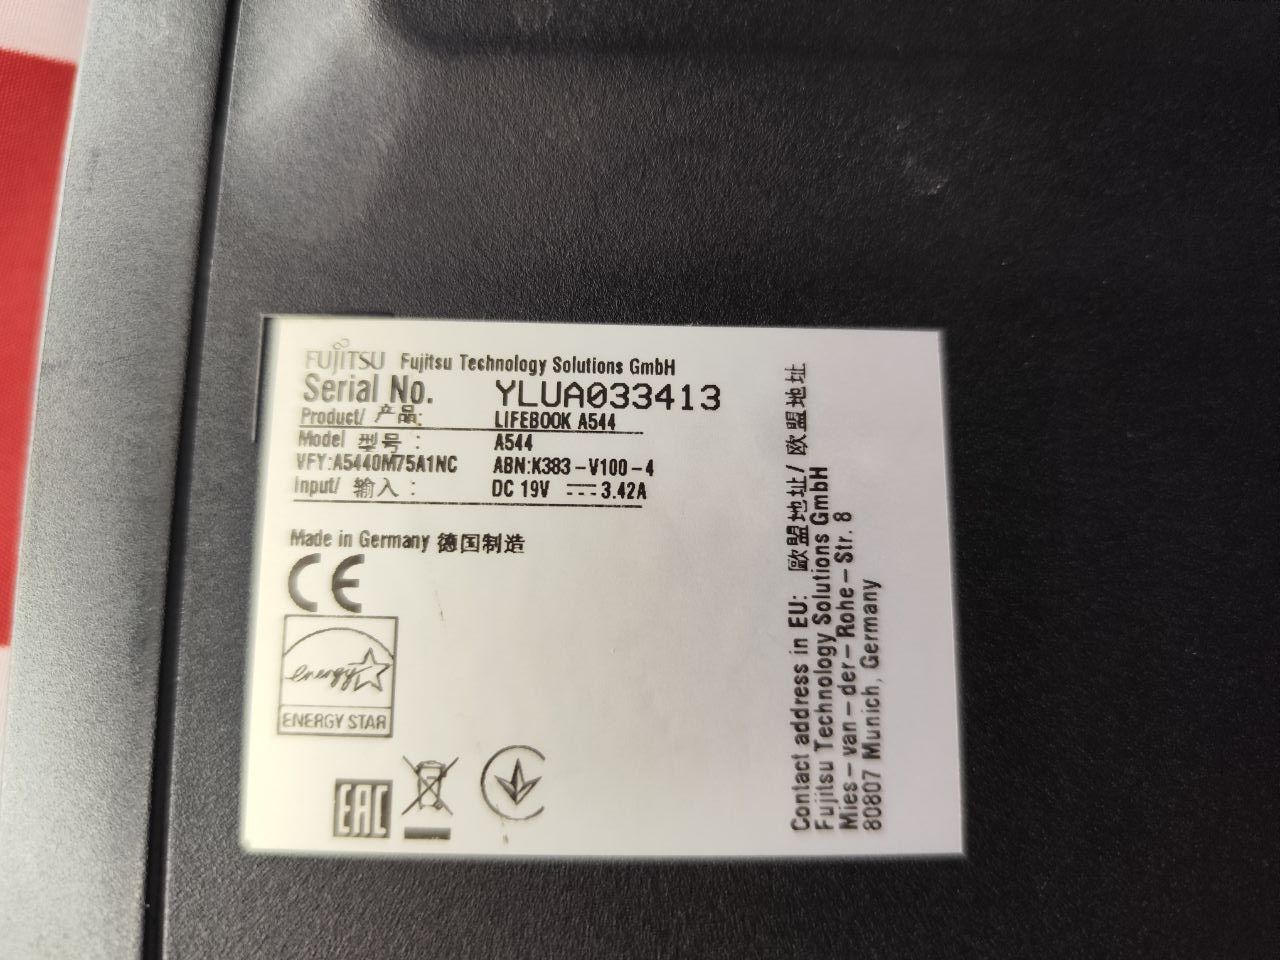 FUJITSU Fujitsu Technology Solutions GmbH
Serial No. YLUA033413
Product/ 产品: LIFEBOOK A544
Model 型号 : A544
VFY:A5440M75A1NC ABN:K383-V100-4
Input/ 输入 : DC 19V ⎓ 3.42A
Made in Germany 德国制造
CE
energy
ENERGY STAR
EAC
Contact address in EU: 歐盟地址/ 欧盟地址
Fujitsu Technology Solutions GmbH
Mies-van-der-Rohe-Str. 8
80807 Munich, Germany